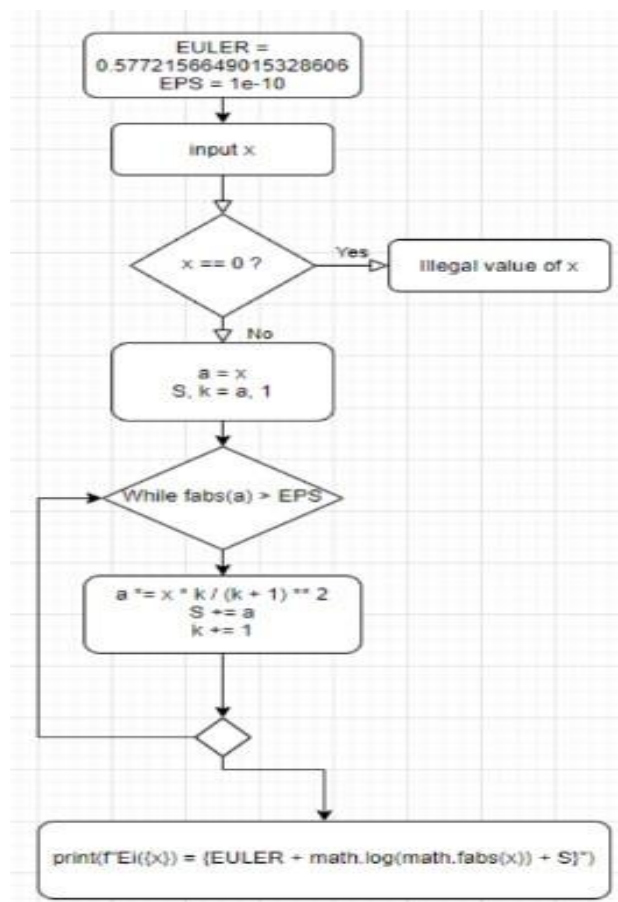 EULER =
0.5772156649015328606
EPS = 1e-10
input x
x == 0 ?
Yes
Illegal value of x
No
a = x
S, k = a, 1
While fabs(a) > EPS
a *= x * k / (k + 1) ** 2
S += a
k += 1
print(f"Ei({x}) = {EULER + math.log(math.fabs(x)) + S}")